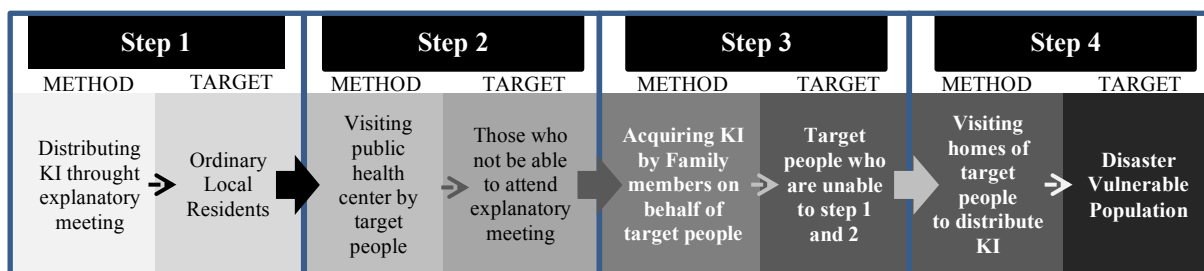 Step 1
METHOD
TARGET
Distributing
KI throught
explanatory
meeting
Ordinary
Local
Residents
Step 2
METHOD
TARGET
Visiting
public
health
center by
target
people
Those who
not be able
to attend
explanatory
meeting
Step 3
METHOD
TARGET
Acquiring KI
by Family
members on
behalf of
target people
Target
people who
are unable
to step 1
and 2
Step 4
METHOD
TARGET
Visiting
homes of
target
people
to distribute
KI
Disaster
Vulnerable
Population